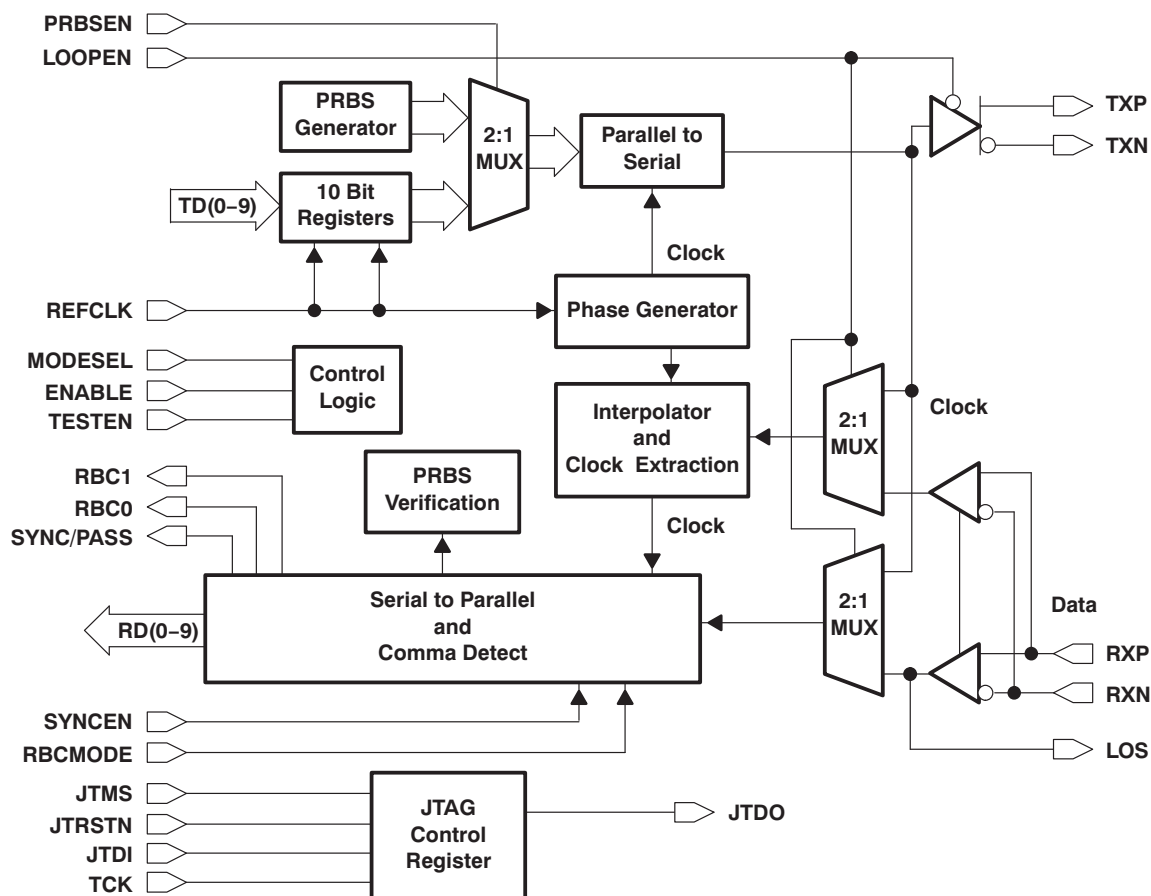 PRBSEN
LOOPEN
PRBS
Generator
2:1
MUX
Parallel to
Serial
TXP
TXN
TD(0–9)
10 Bit
Registers
Clock
REFCLK
Phase Generator
MODESEL
ENABLE
TESTEN
Control
Logic
Interpolator
and
Clock Extraction
2:1
MUX
Clock
RBC1
RBC0
SYNC/PASS
PRBS
Verification
Clock
RD(0–9)
Serial to Parallel
and
Comma Detect
2:1
MUX
Data
RXP
RXN
SYNCEN
RBCMODE
LOS
JTMS
JTRSTN
JTDI
TCK
JTAG
Control
Register
JTDO